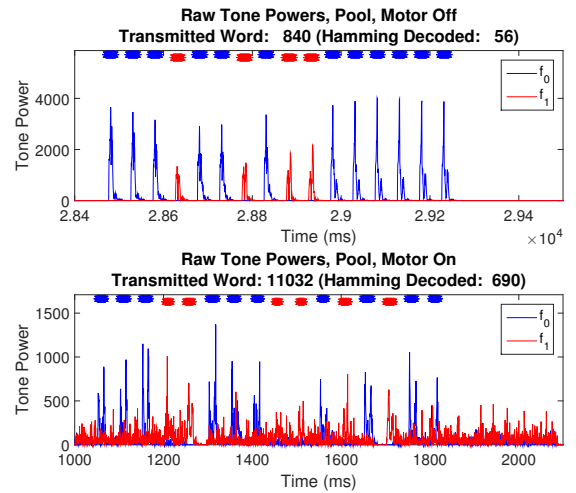 Raw Tone Powers, Pool, Motor Off
Transmitted Word: 840 (Hamming Decoded: 56)
Tone Power
4000
2000
0
f0
f1
2.84 2.86 2.88 2.9 2.92 2.94
Time (ms)
×10^4
Raw Tone Powers, Pool, Motor On
Transmitted Word: 11032 (Hamming Decoded: 690)
Tone Power
1500
1000
500
0
f0
f1
1000 1200 1400 1600 1800 2000
Time (ms)